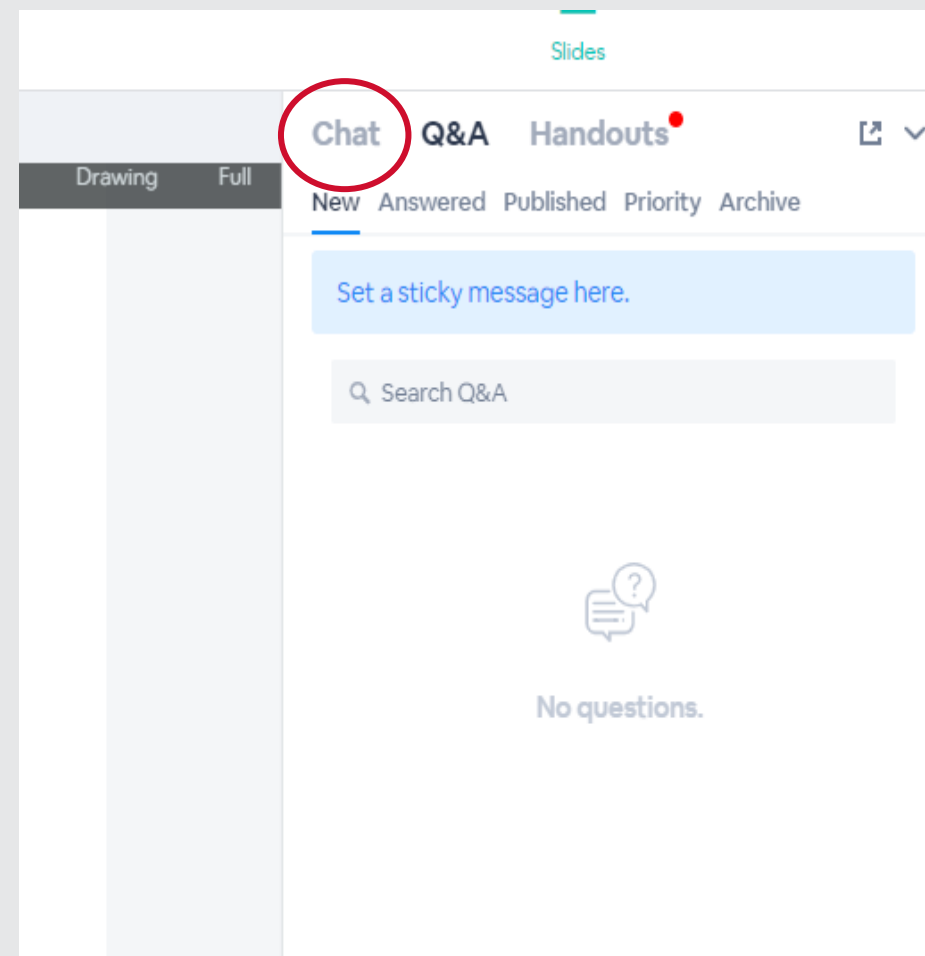 Slides
Chat Q&A Handouts
Drawing Full
New Answered Published Priority Archive
Set a sticky message here.
Search Q&A
?
No questions.